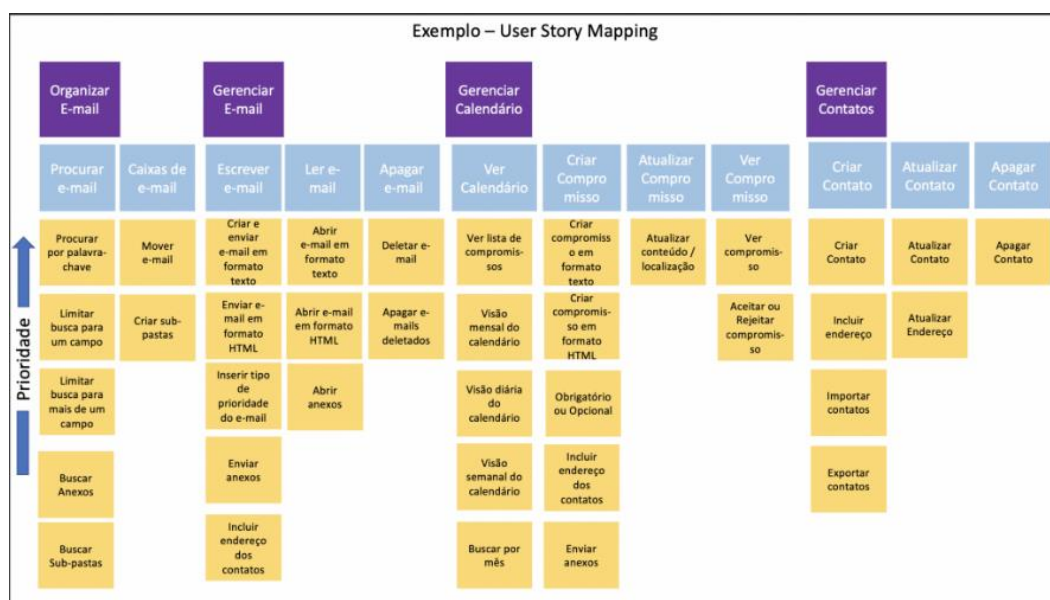 Exemplo – User Story Mapping
Organizar
E-mail
Gerenciar
E-mail
Gerenciar
Calendário
Gerenciar
Contatos
Procurar
e-mail
Caixas de
e-mail
Escrever
e-mail
Ler e-
mail
Apagar
e-mail
Ver
Calendário
Criar
Compro
misso
Atualizar
Compro
misso
Ver
Compro
misso
Criar
Contato
Atualizar
Contato
Apagar
Contato
Prioridade
Procurar
por palavra-
chave
Mover
e-mail
Criar e
enviar
e-mail em
formato
texto
Abrir
e-mail em
formato
texto
Deletar e-
mail
Ver lista de
compromis-
sos
Criar
compromiss
o em
formato texto
Atualizar
conteúdo /
localização
Ver
compromis-
so
Criar
Contato
Atualizar
Contato
Apagar
Contato
Limitar
busca para
um campo
Criar sub-
pastas
Enviar e-
mail em
formato
HTML
Abrir e-mail
em formato
HTML
Apagar e-
mails
deletados
Visão
mensal do
calendário
Criar
compromis-
so em
formato
HTML
Aceitar ou
Rejeitar
compromis-
so
Incluir
endereço
Atualizar
Endereço
Limitar
busca para
mais de um
campo
Inserir tipo
de
prioridade
do e-mail
Abrir
anexos
Visão diária
do
calendário
Obrigatório
ou Opcional
Importar
contatos
Buscar
Anexos
Enviar
anexos
Visão
semanal do
calendário
Incluir
endereço
dos
contatos
Exportar
contatos
Buscar
Sub-pastas
Incluir
endereço
dos
contatos
Buscar por
mês
Enviar
anexos